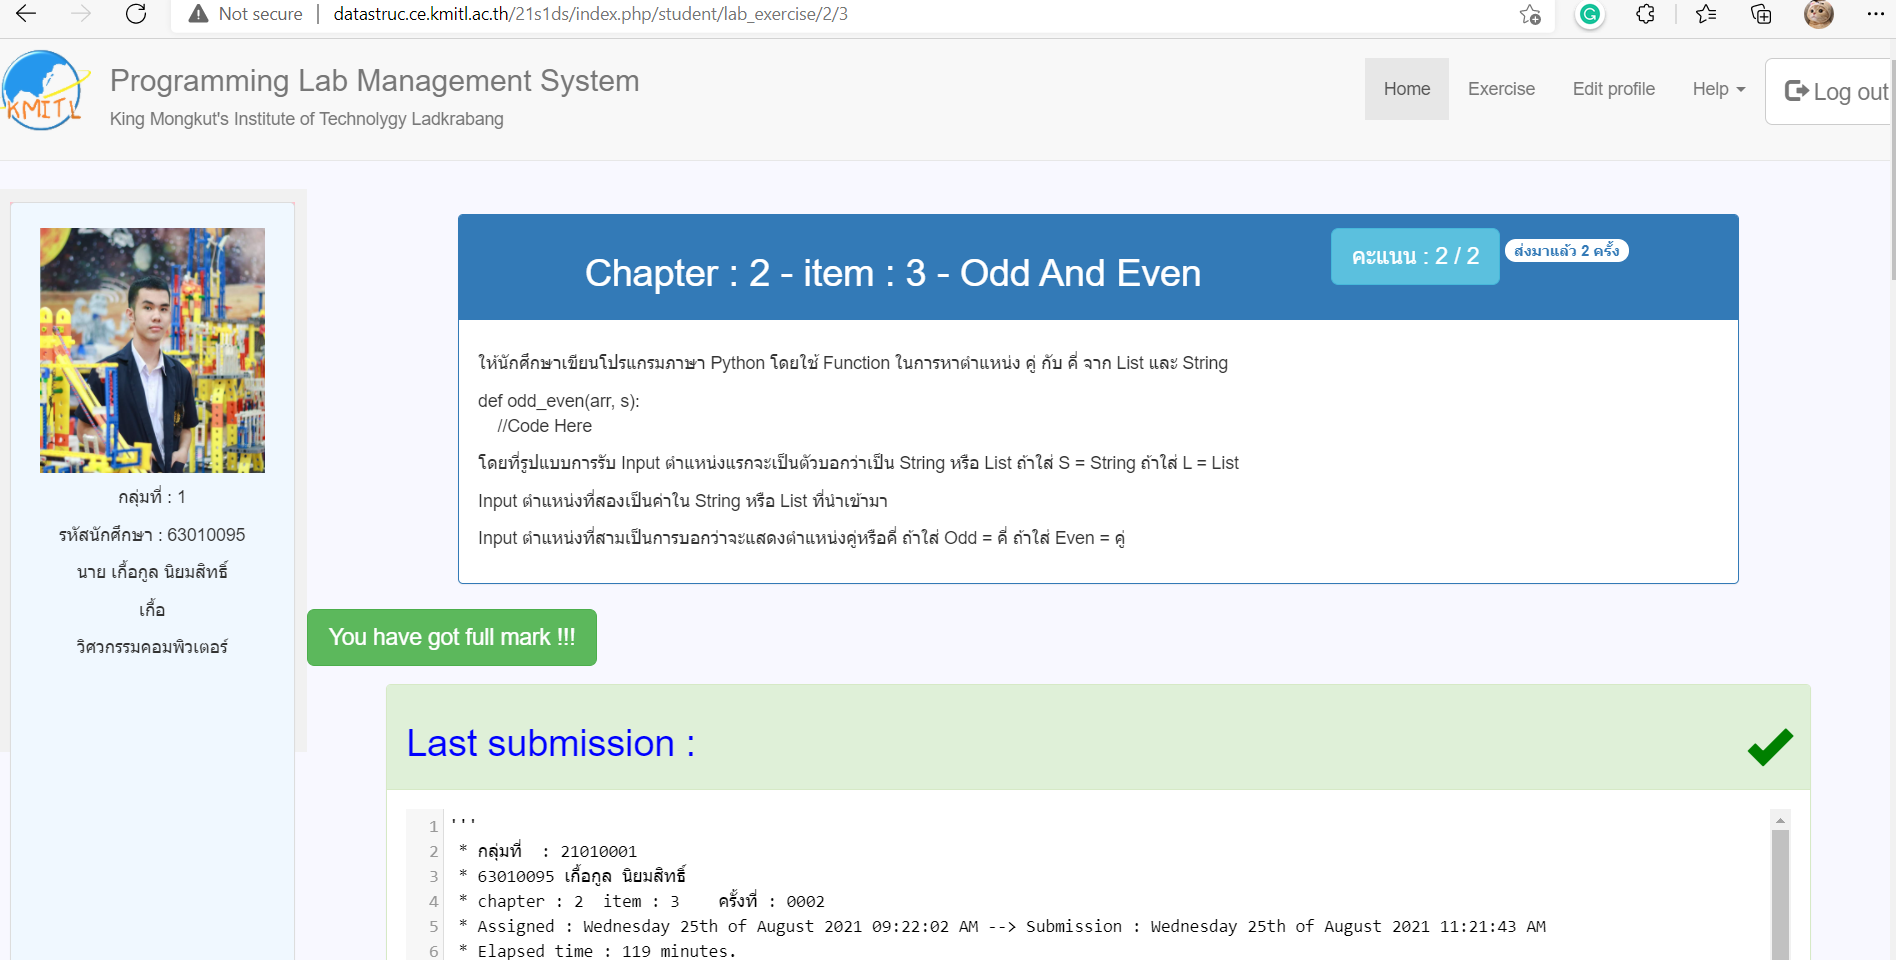 Not secure | datastruc.ce.kmitl.ac.th/21s1ds/index.php/student/lab_exercise/2/3
KMITL
Programming Lab Management System
King Mongkut's Institute of Technolygy Ladkrabang
Home
Exercise
Edit profile
Help
Log out
กลุ่มที่ : 1
รหัสนักศึกษา : 63010095
นาย เกื้อกูล นิยมสิทธิ์
เกื้อ
วิศวกรรมคอมพิวเตอร์
Chapter : 2 - item : 3 - Odd And Even
คะแนน : 2 / 2
ส่งมาแล้ว 2 ครั้ง
ให้นักศึกษาเขียนโปรแกรมภาษา Python โดยใช้ Function ในการหาตำแหน่ง คู่ กับ คี่ จาก List และ String
def odd_even(arr, s):
//Code Here
โดยที่รูปแบบการรับ Input ตำแหน่งแรกจะเป็นตัวบอกว่าเป็น String หรือ List ถ้าใส่ S = String ถ้าใส่ L = List
Input ตำแหน่งที่สองเป็นค่าใน String หรือ List ที่นำเข้ามา
Input ตำแหน่งที่สามเป็นการบอกว่าจะแสดงตำแหน่งคู่หรือคี่ ถ้าใส่ Odd = คี่ ถ้าใส่ Even = คู่
You have got full mark !!!
Last submission :
1 '''
2 * กลุ่มที่ : 21010001
3 * 63010095 เกื้อกูล นิยมสิทธิ์
4 * chapter : 2 item : 3 ครั้งที่ : 0002
5 * Assigned : Wednesday 25th of August 2021 09:22:02 AM --> Submission : Wednesday 25th of August 2021 11:21:43 AM
6 * Elapsed time : 119 minutes.